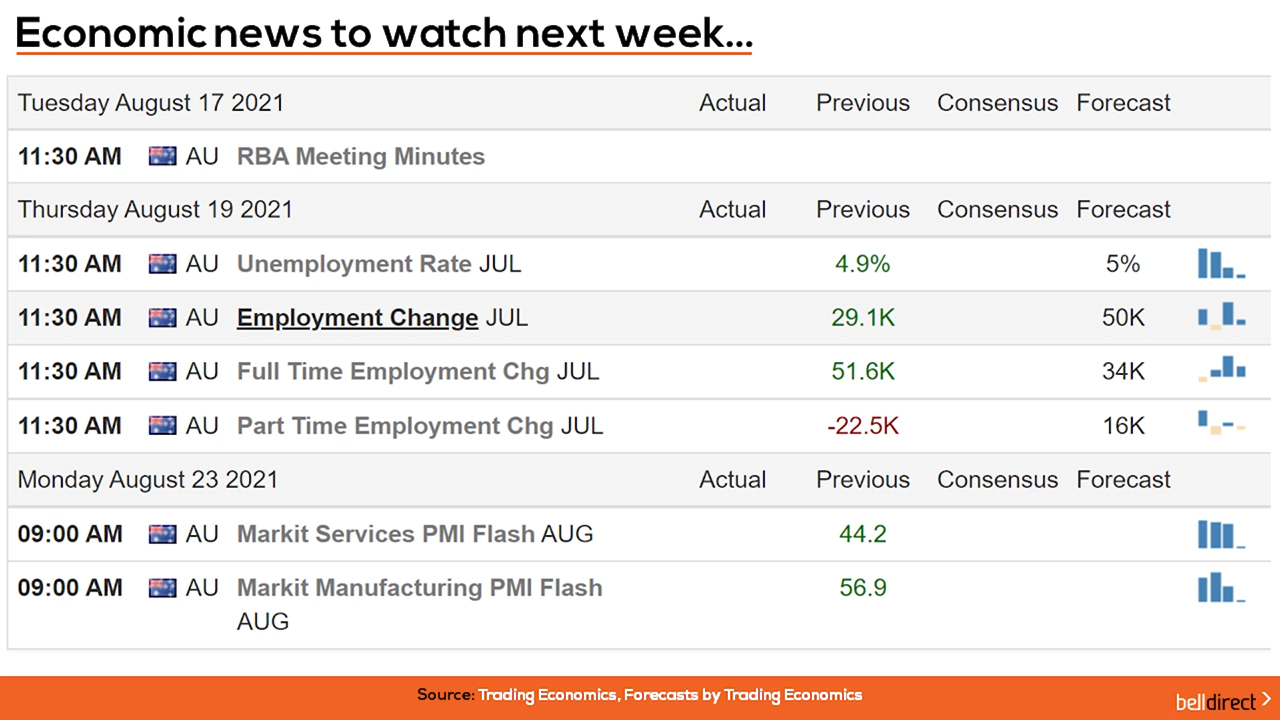 Economic news to watch next week...
Tuesday August 17 2021 Actual Previous Consensus Forecast
11:30 AM AU RBA Meeting Minutes
Thursday August 19 2021 Actual Previous Consensus Forecast
11:30 AM AU Unemployment Rate JUL 4.9% 5%
11:30 AM AU Employment Change JUL 29.1K 50K
11:30 AM AU Full Time Employment Chg JUL 51.6K 34K
11:30 AM AU Part Time Employment Chg JUL -22.5K 16K
Monday August 23 2021 Actual Previous Consensus Forecast
09:00 AM AU Markit Services PMI Flash AUG 44.2
09:00 AM AU Markit Manufacturing PMI Flash 56.9
AUG
Source: Trading Economics, Forecasts by Trading Economics
belldirect